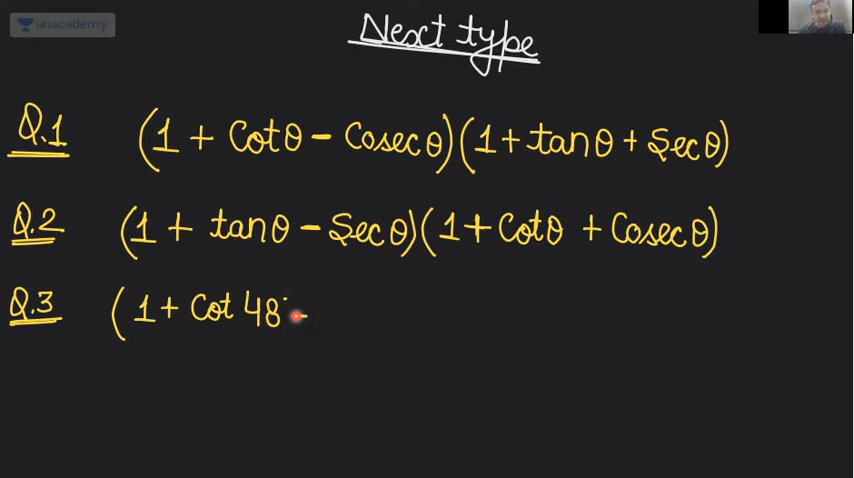 unacademy
Next type
Q.1 (1 + Cotθ - Cosecθ)(1 + tanθ + Secθ)
Q.2 (1 + tanθ - Secθ)(1 + Cotθ + Cosecθ)
Q.3 (1 + Cot 48° -